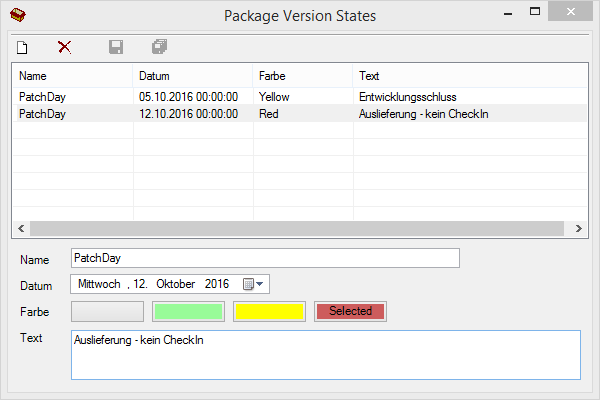 Package Version States
Name Datum Farbe Text
PatchDay 05.10.2016 00:00:00 Yellow Entwicklungsschluss
PatchDay 12.10.2016 00:00:00 Red Auslieferung - kein CheckIn
Name PatchDay
Datum Mittwoch , 12. Oktober 2016
Farbe Selected
Text Auslieferung - kein CheckIn